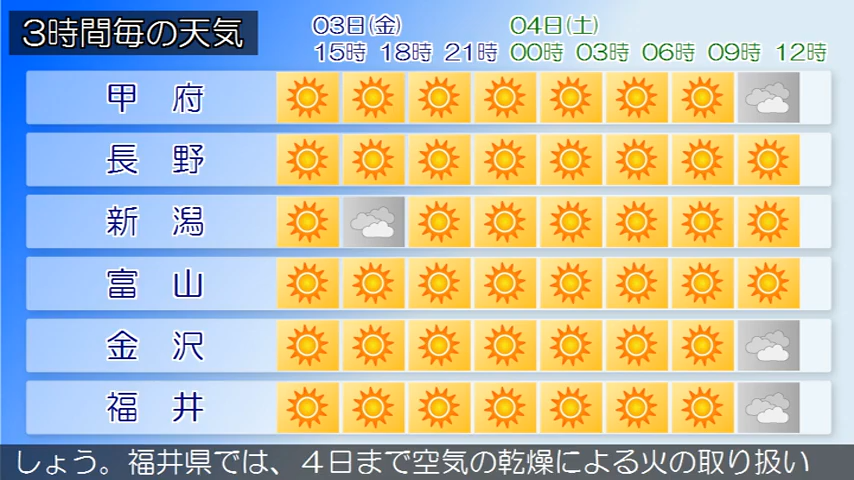 3時間毎の天気
03日(金) 04日(土)
15時 18時 21時 00時 03時 06時 09時 12時
甲 府
長 野
新 潟
富 山
金 沢
福 井
しょう。福井県では、4日まで空気の乾燥による火の取り扱い